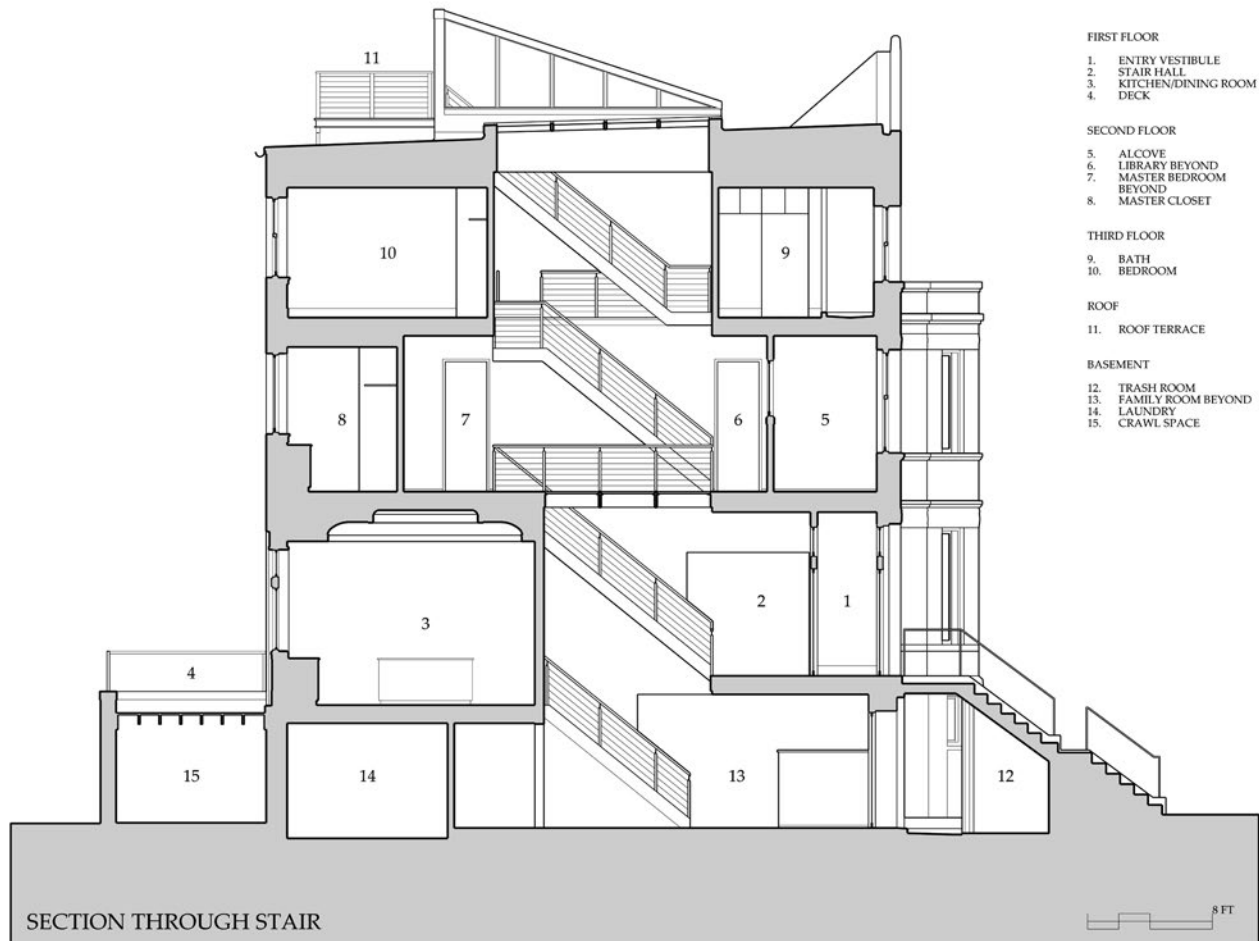 11
FIRST FLOOR
1. ENTRY VESTIBULE
2. STAIR HALL
3. KITCHEN/DINING ROOM
4. DECK
SECOND FLOOR
5. ALCOVE
6. LIBRARY BEYOND
7. MASTER BEDROOM
BEYOND
8. MASTER CLOSET
THIRD FLOOR
9. BATH
10. BEDROOM
ROOF
11. ROOF TERRACE
BASEMENT
12. TRASH ROOM
13. FAMILY ROOM BEYOND
14. LAUNDRY
15. CRAWL SPACE
10
9
8
7
6
5
3
2
1
4
15
14
13
12
SECTION THROUGH STAIR
8 FT